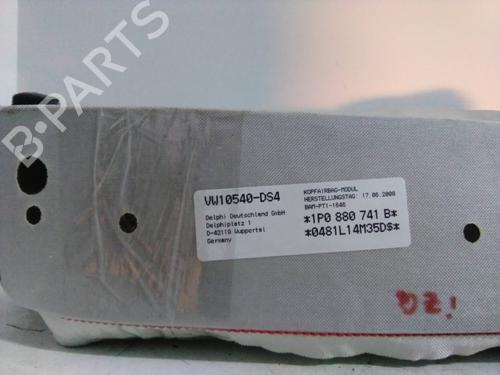 B-PARTS
VW10540-DS4
Delphi Deutschland GmbH
Delphiplatz 1
D-42119 Wuppertal
Germany
KOPFAIRBAG-MODUL
HERSTELLUNGSTAG: 17.06.2008
BAM-PT1-1646
*1P0 880 741 B*
*0481L14M35D$*
IZQ